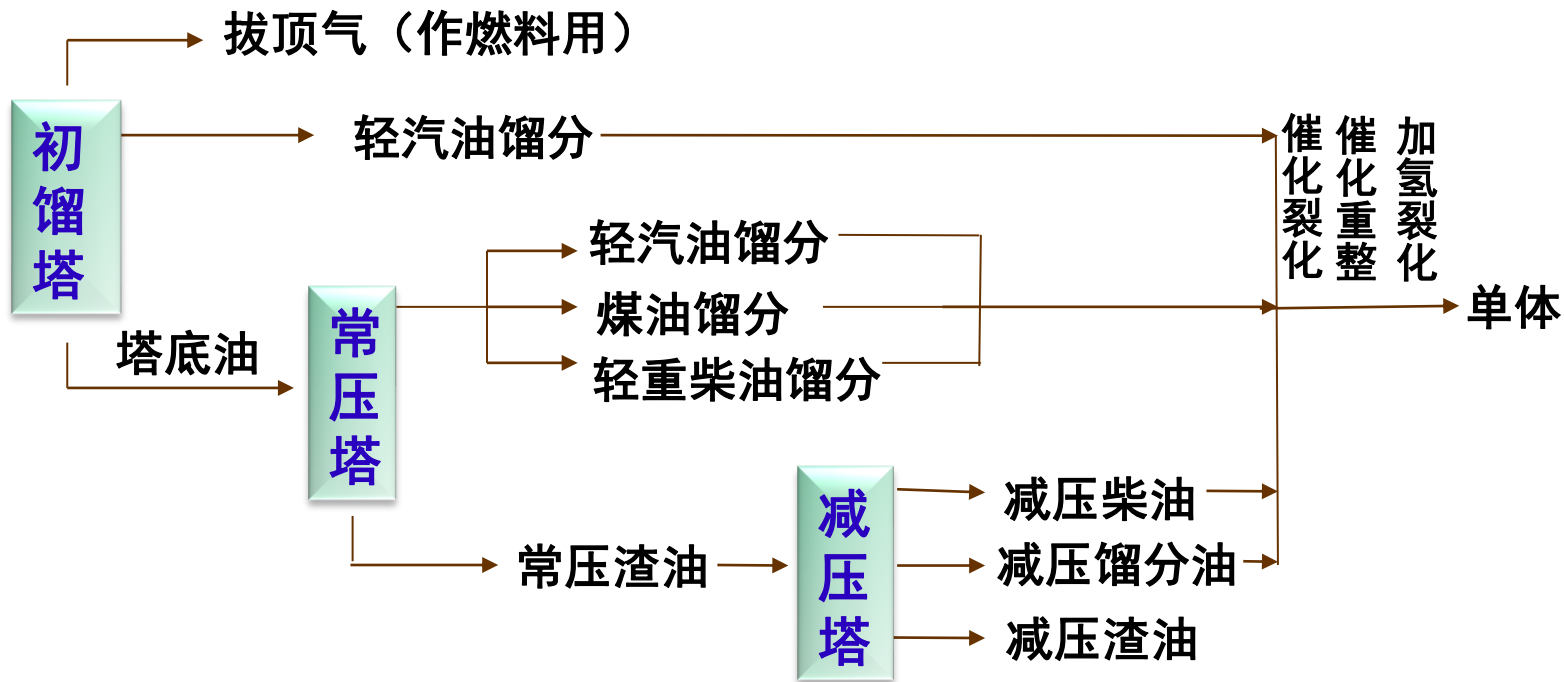 拔顶气（作燃料用）
初馏塔
轻汽油馏分
催化裂化
催化重整
加氢裂化
轻汽油馏分
煤油馏分
单体
塔底油
常压塔
轻重柴油馏分
减压塔
减压柴油
常压渣油
减压馏分油
减压渣油